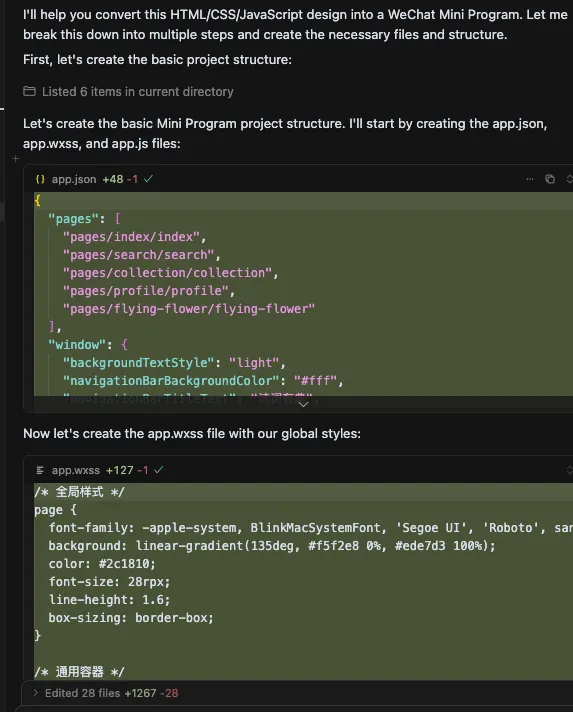 I'll help you convert this HTML/CSS/JavaScript design into a WeChat Mini Program. Let me
break this down into multiple steps and create the necessary files and structure.
First, let's create the basic project structure:
Listed 6 items in current directory
Let's create the basic Mini Program project structure. I'll start by creating the app.json,
app.wxss, and app.js files:
{} app.json +48 -1
{
"pages": [
"pages/index/index",
"pages/search/search",
"pages/collection/collection",
"pages/profile/profile",
"pages/flying-flower/flying-flower"
],
"window": {
"backgroundTextStyle": "light",
"navigationBarBackgroundColor": "#fff",
"navigationBarTitleText":
Now let's create the app.wxss file with our global styles:
app.wxss +127 -1
/* 全局样式 */
page {
font-family: -apple-system, BlinkMacSystemFont, 'Segoe UI', 'Roboto', san
background: linear-gradient(135deg, #f5f2e8 0%, #ede7d3 100%);
color: #2c1810;
font-size: 28rpx;
line-height: 1.6;
box-sizing: border-box;
}
/* 通用容器 */
Edited 28 files +1267 -28